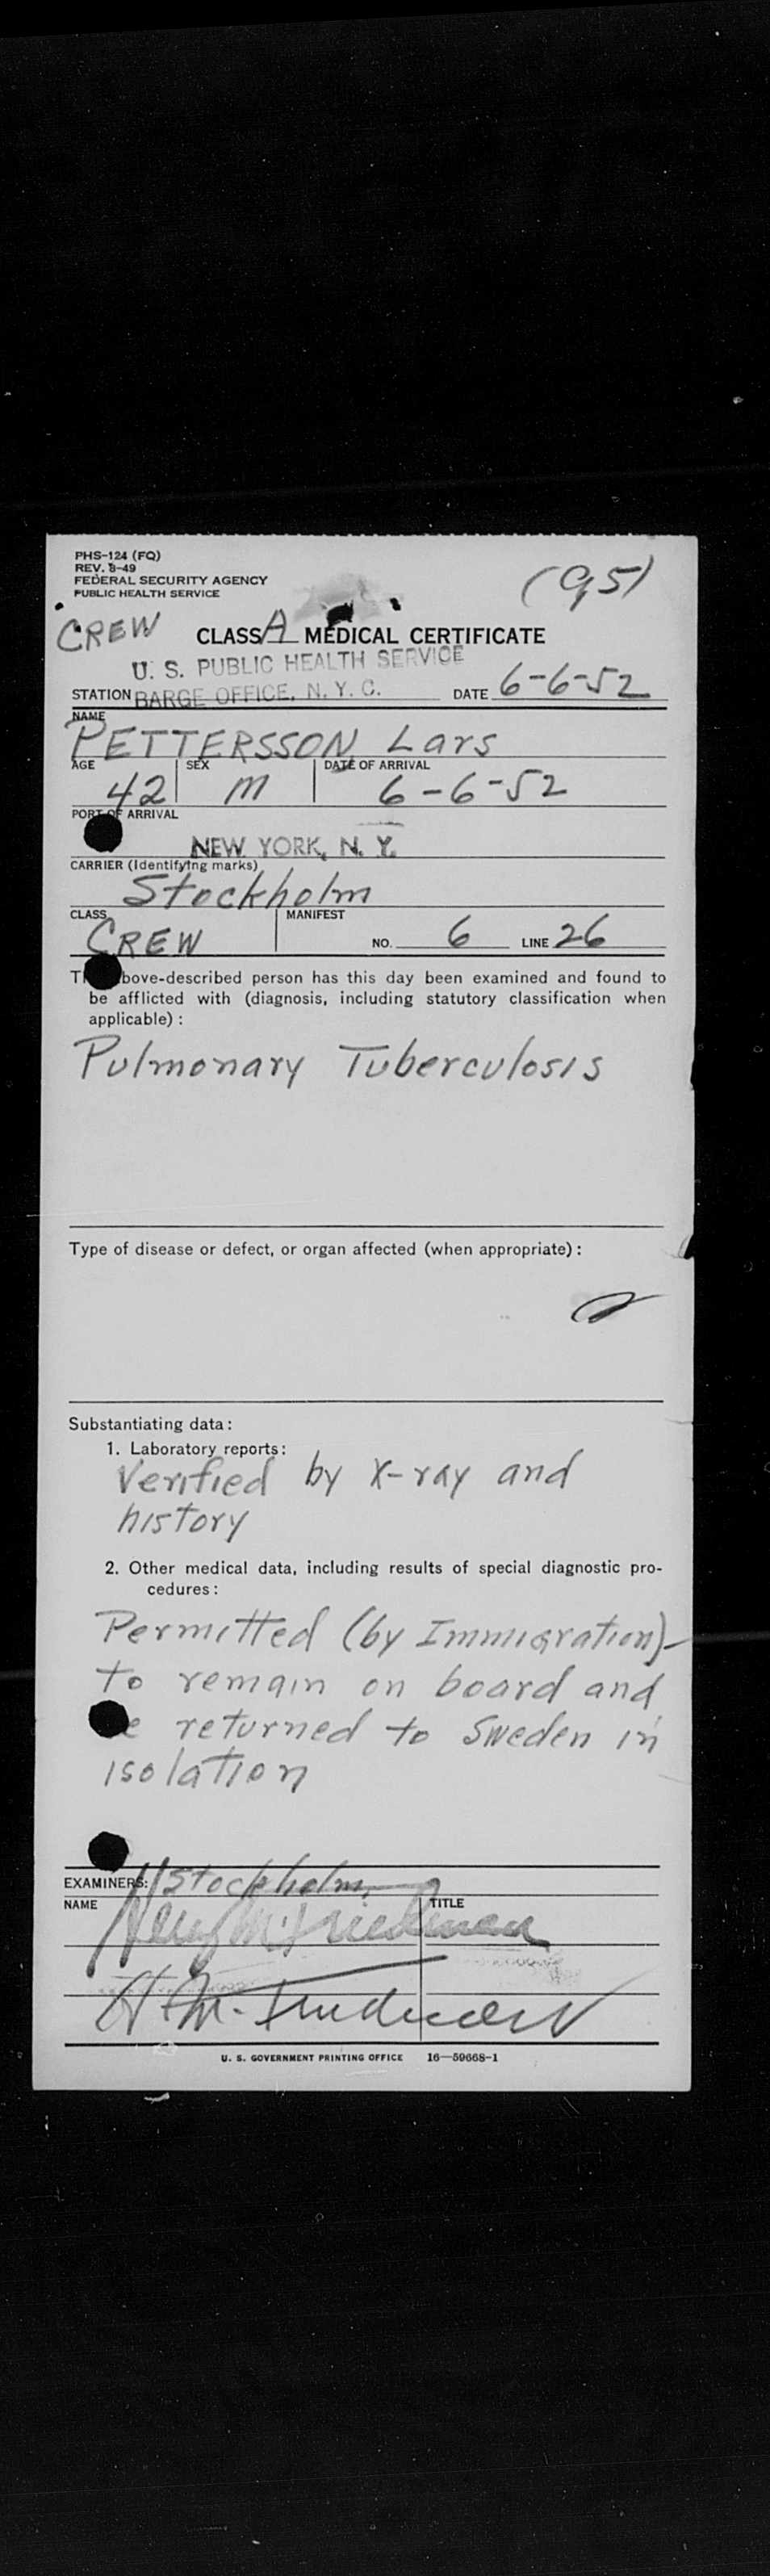 PHS-124 (FQ)
REV. 8-49
FEDERAL SECURITY AGENCY
PUBLIC HEALTH SERVICE
(95)
CREW
CLASS A MEDICAL CERTIFICATE
U. S. PUBLIC HEALTH SERVICE
STATION BARGE OFFICE, N. Y. C. DATE 6-6-52
NAME
PETTERSSON Lars
AGE SEX DATE OF ARRIVAL
42 M 6-6-52
PORT OF ARRIVAL
NEW YORK, N. Y.
CARRIER (Identifying marks)
Stockholm
CLASS MANIFEST
CREW NO. 6 LINE 26
bove-described person has this day been examined and found to
be afflicted with (diagnosis, including statutory classification when
applicable) :
Pulmonary Tuberculosis
Type of disease or defect, or organ affected (when appropriate) :
Substantiating data :
1. Laboratory reports :
Verified by X-ray and
history
2. Other medical data, including results of special diagnostic pro-
cedures :
Permitted (by Immigration)
to remain on board and
e returned to Sweden in
isolation
EXAMINERS: Stockholm
NAME TITLE
U. S. GOVERNMENT PRINTING OFFICE 16—59668-1